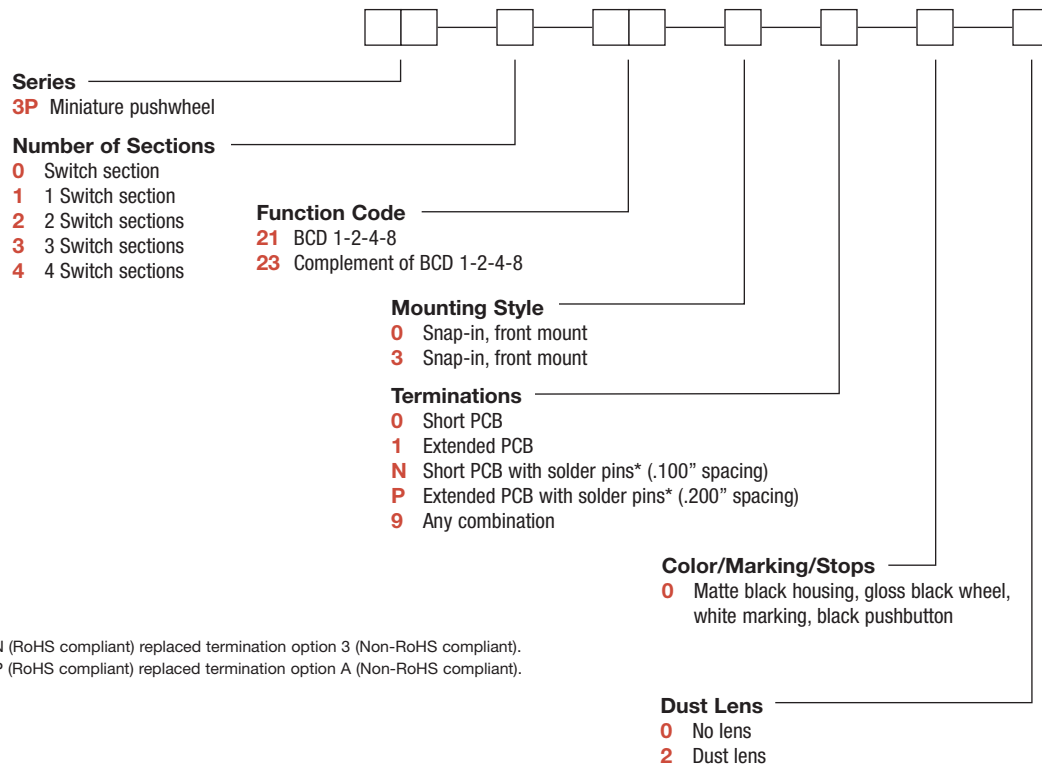 Series
3P Miniature pushwheel
Number of Sections
0 Switch section
1 1 Switch section
2 2 Switch sections
3 3 Switch sections
4 4 Switch sections
Function Code
21 BCD 1-2-4-8
23 Complement of BCD 1-2-4-8
Mounting Style
0 Snap-in, front mount
3 Snap-in, front mount
Terminations
0 Short PCB
1 Extended PCB
N Short PCB with solder pins* (.100” spacing)
P Extended PCB with solder pins* (.200” spacing)
9 Any combination
Color/Marking/Stops
0 Matte black housing, gloss black wheel,
white marking, black pushbutton
N (RoHS compliant) replaced termination option 3 (Non-RoHS compliant).
P (RoHS compliant) replaced termination option A (Non-RoHS compliant).
Dust Lens
0 No lens
2 Dust lens